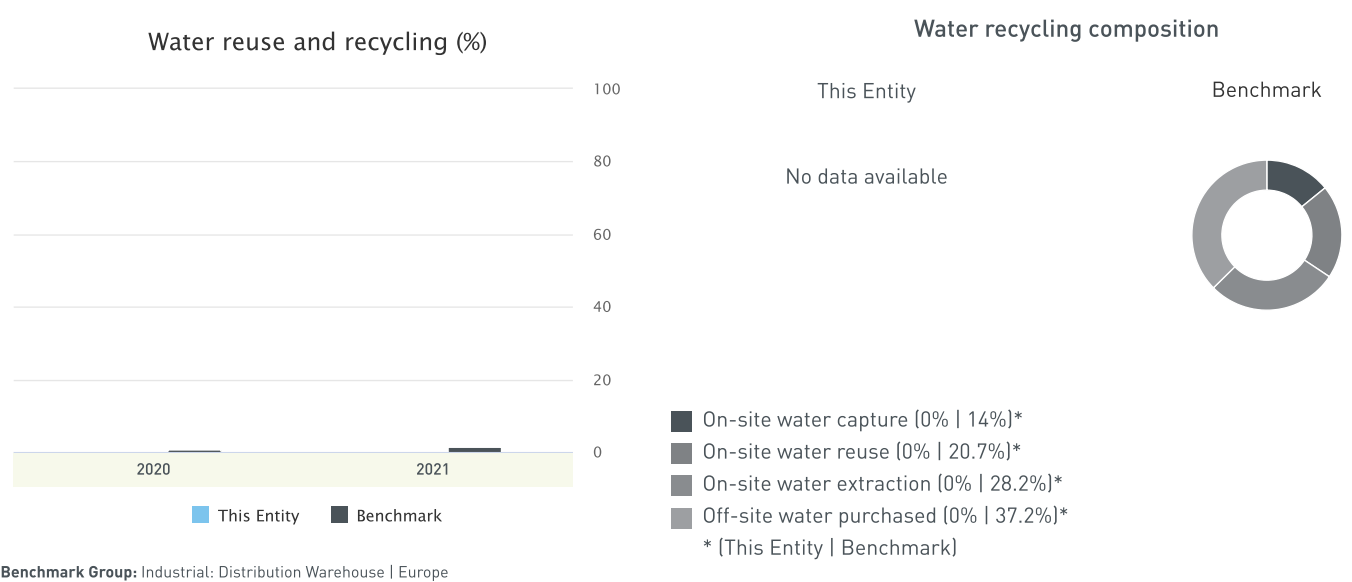 Water reuse and recycling (%)
100
80
60
40
20
0
2020
2021
This Entity
Benchmark
Benchmark Group: Industrial: Distribution Warehouse | Europe
Water recycling composition
This Entity
Benchmark
No data available
On-site water capture (0% | 14%)*
On-site water reuse (0% | 20.7%)*
On-site water extraction (0% | 28.2%)*
Off-site water purchased (0% | 37.2%)*
* (This Entity | Benchmark)